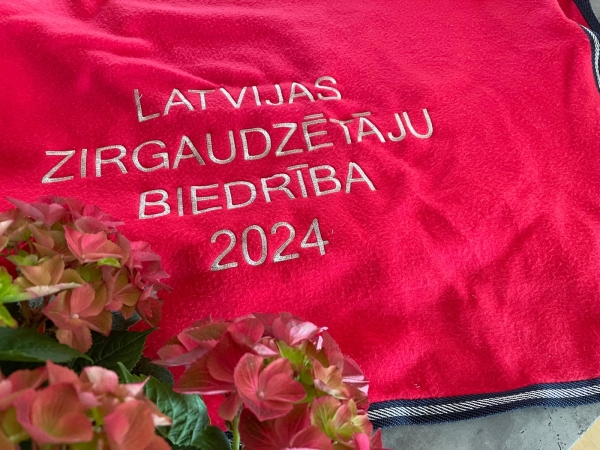 LATVIJAS
ZIRGAUDZĒTĀJU
BIEDRĪBA
2024